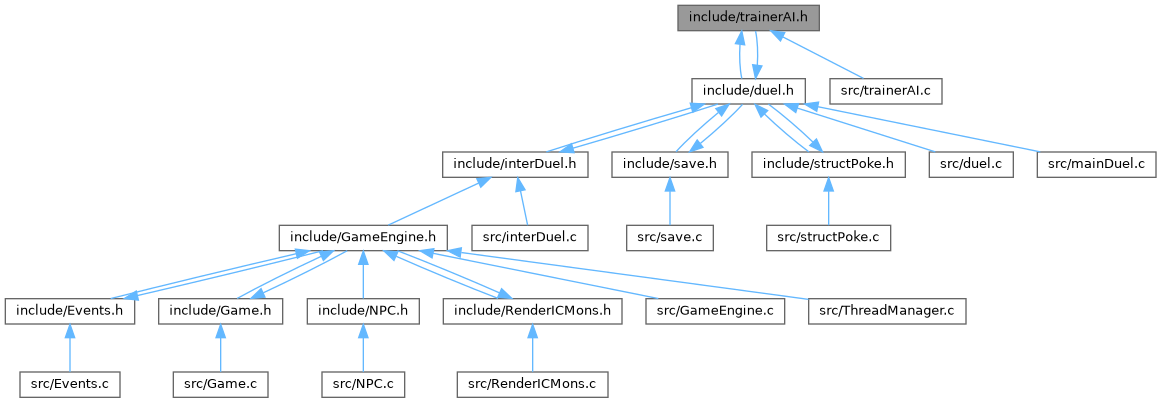 include/trainerAI.h
include/duel.h
src/trainerAI.c
include/interDuel.h
include/save.h
include/structPoke.h
src/duel.c
src/mainDuel.c
include/GameEngine.h
src/interDuel.c
src/save.c
src/structPoke.c
include/Events.h
include/Game.h
include/NPC.h
include/RenderICMons.h
src/GameEngine.c
src/ThreadManager.c
src/Events.c
src/Game.c
src/NPC.c
src/RenderICMons.c